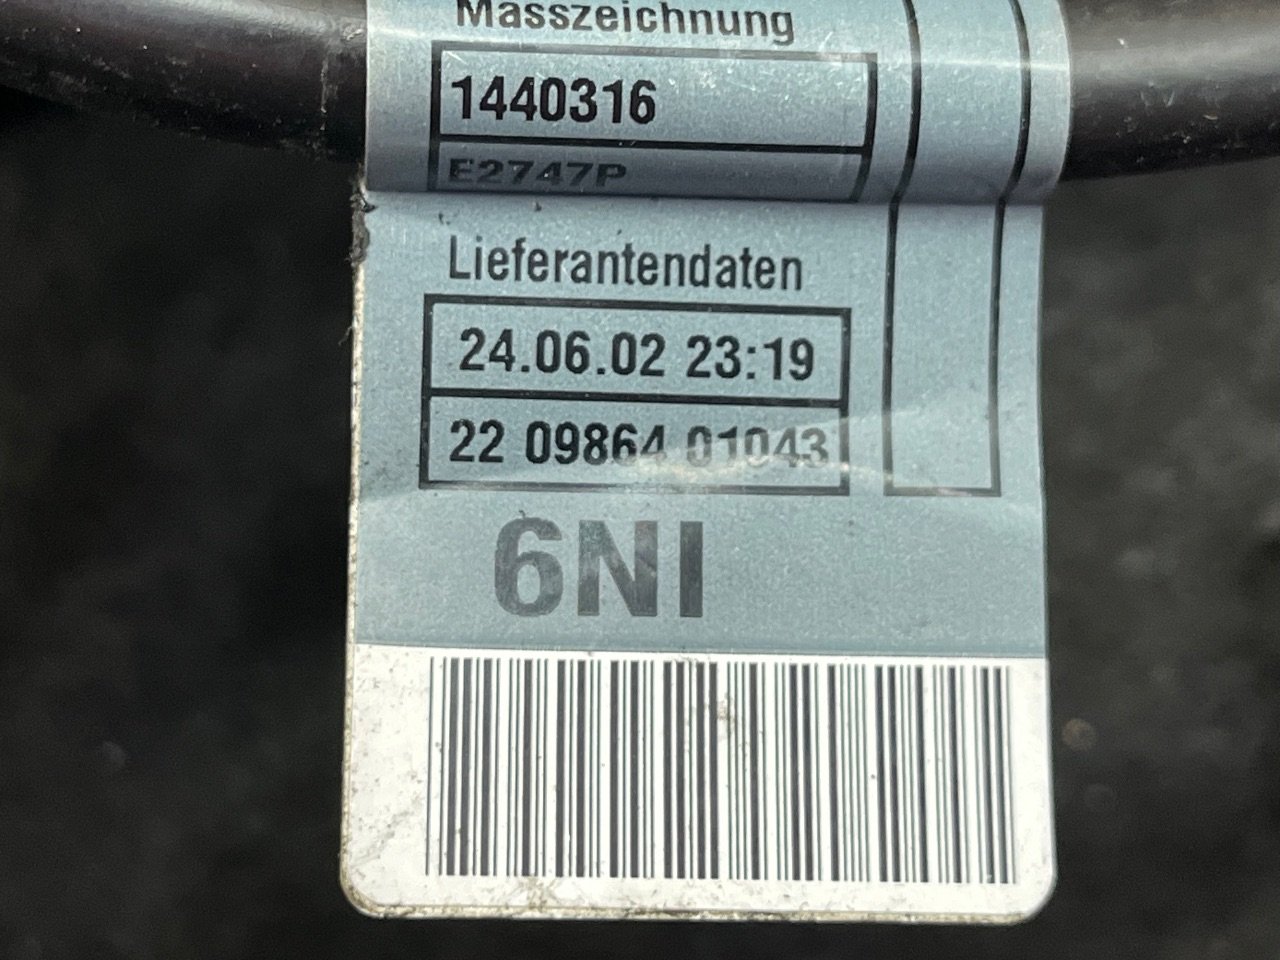 Masszeichnung
1440316
E2747P
Lieferantendaten
24.06.02 23:19
22 09864 01043
6NI